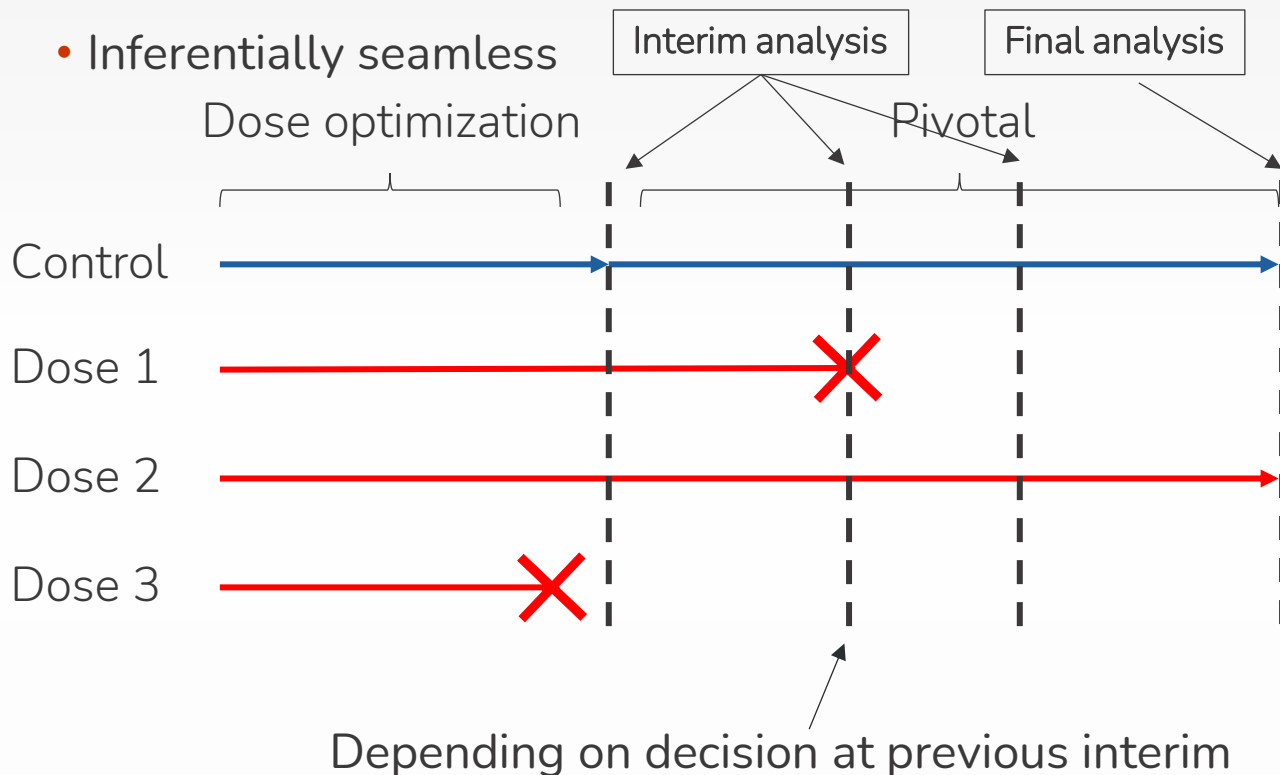 • Inferentially seamless
Interim analysis
Final analysis
Dose optimization
Pivotal
Control
Dose 1
Dose 2
Dose 3
Depending on decision at previous interim